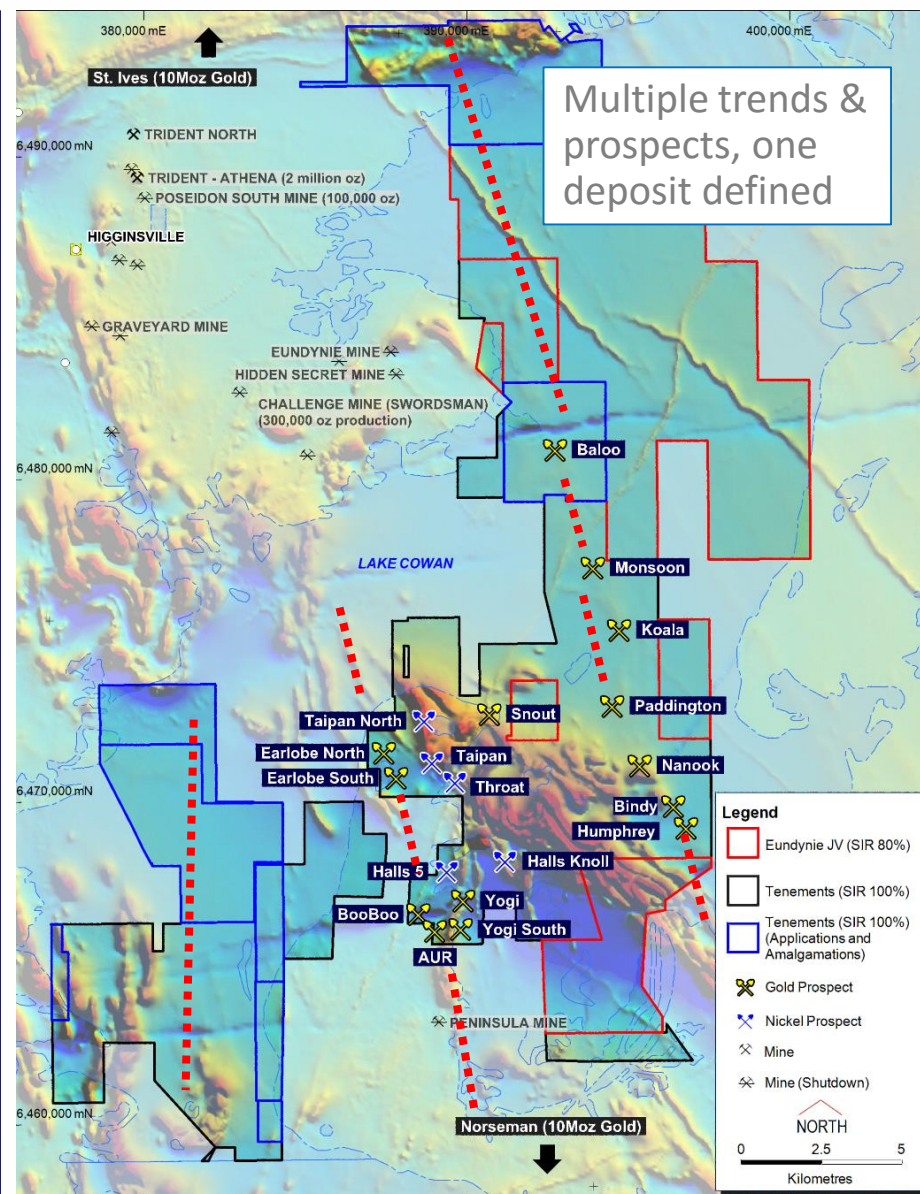 380,000 mE
390,000 mE
400,000 mE
St. Ives (10Moz Gold)
Multiple trends &
prospects, one
deposit defined
TRIDENT NORTH
6,490,000 mN
TRIDENT - ATHENA (2 million oz)
POSEIDON SOUTH MINE (100,000 oz)
HIGGINSVILLE
GRAVEYARD MINE
EUNDYNIE MINE
HIDDEN SECRET MINE
CHALLENGE MINE (SWORDSMAN)
(300,000 oz production)
Baloo
6,480,000 mN
LAKE COWAN
Monsoon
Koala
Paddington
Snout
Taipan North
Earlobe North
Taipan
Nanook
Earlobe South
Throat
6,470,000 mN
Bindy
Humphrey
Halls Knoll
Halls 5
Yogi
BooBoo
Yogi South
AUR
PENINSULA MINE
6,460,000 mN
Norseman (10Moz Gold)
Legend
Eundynie JV (SIR 80%)
Tenements (SIR 100%)
Tenements (SIR 100%)
(Applications and
Amalgamations)
Gold Prospect
Nickel Prospect
Mine
Mine (Shutdown)
NORTH
0 2.5 5
Kilometres